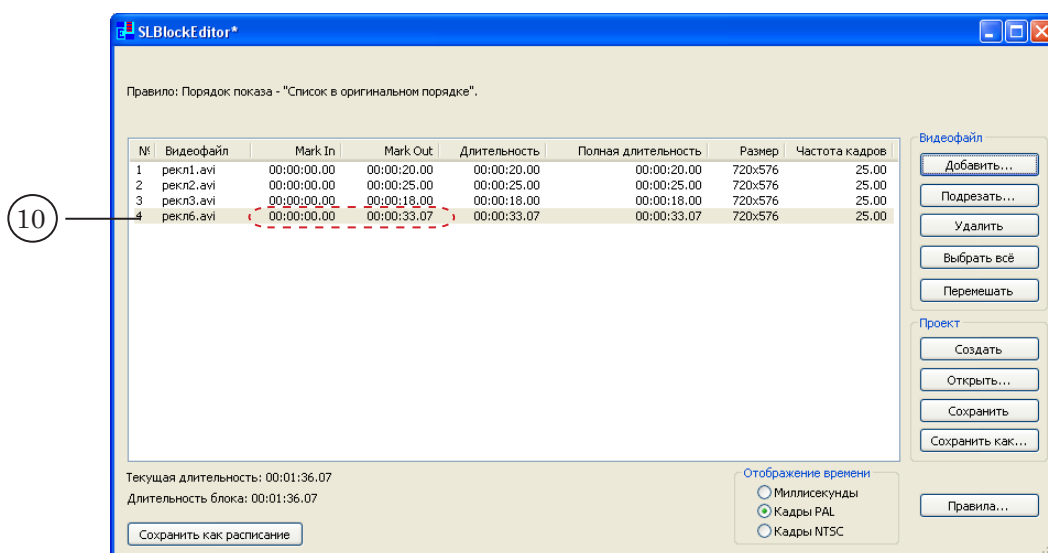 SLBlockEditor*
Правило: Порядок показа - "Список в оригинальном порядке".
№ Видеофайл Mark In Mark Out Длительность Полная длительность Размер Частота кадров
1 рекл1.avi 00:00:00.00 00:00:20.00 00:00:20.00 00:00:20.00 720x576 25.00
2 рекл2.avi 00:00:00.00 00:00:25.00 00:00:25.00 00:00:25.00 720x576 25.00
3 рекл3.avi 00:00:00.00 00:00:18.00 00:00:18.00 00:00:18.00 720x576 25.00
4 рекл6.avi 00:00:00.00 00:00:33.07 00:00:33.07 00:00:33.07 720x576 25.00
10
Видеофайл
Добавить...
Подрезать...
Удалить
Выбрать всё
Перемешать
Проект
Создать
Открыть...
Сохранить
Сохранить как...
Текущая длительность: 00:01:36.07
Длительность блока: 00:01:36.07
Сохранить как расписание
Отображение времени
Миллисекунды
Кадры PAL
Кадры NTSC
Правила...